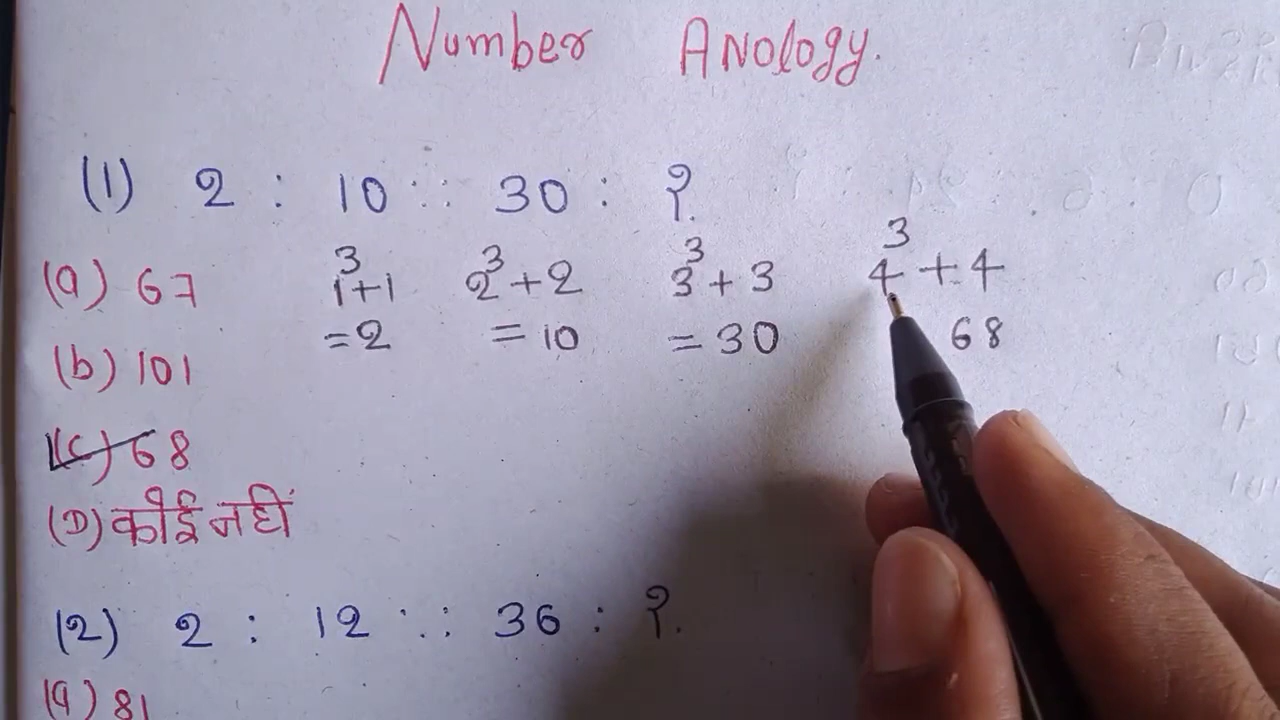 Number Anology.
(1) 2 : 10 :: 30 : ?
(a) 67
1³+1 2³+2 3³+3 4³+4
=2 =10 =30 68
(b) 101
(c) 68
(D) कोई नहीं
(2) 2 : 12 :: 36 : ?
(a) 81